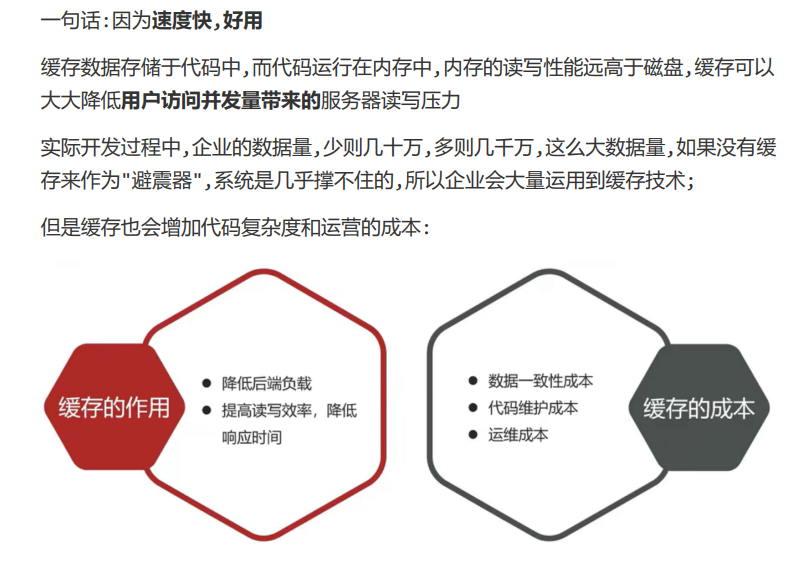 一句话:因为速度快,好用
缓存数据存储于代码中,而代码运行在内存中,内存的读写性能远高于磁盘,缓存可以
大大降低用户访问并发量带来的服务器读写压力
实际开发过程中,企业的数据量,少则几十万,多则几千万,这么大数据量,如果没有缓
存来作为"避震器",系统是几乎撑不住的,所以企业会大量运用到缓存技术;
但是缓存也会增加代码复杂度和运营的成本:
缓存的作用
● 降低后端负载
● 提高读写效率，降低
响应时间
● 数据一致性成本
● 代码维护成本
● 运维成本
缓存的成本